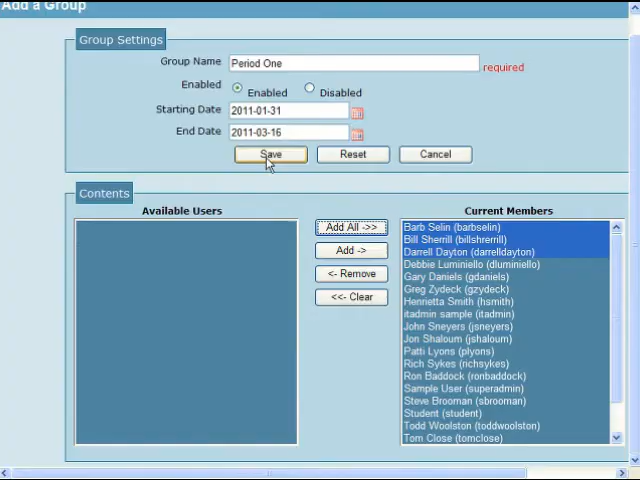 Add a Group
Group Settings
Group Name Period One required
Enabled Enabled Disabled
Starting Date 2011-01-31
End Date 2011-03-16
Save Reset Cancel
Contents
Available Users
Add All ->>
Add ->
<- Remove
<<- Clear
Current Members
Barb Selin (barbselin)
Bill Sherrill (billshrerrill)
Darrell Dayton (darrelldayton)
Debbie Luminiello (dluminiello)
Gary Daniels (gdaniels)
Greg Zydeck (gzydeck)
Henrietta Smith (hsmith)
itadmin sample (itadmin)
John Sneyers (jsneyers)
Jon Shaloum (jshaloum)
Patti Lyons (plyons)
Rich Sykes (richsykes)
Ron Baddock (ronbaddock)
Sample User (superadmin)
Steve Brooman (sbrooman)
Student (student)
Todd Woolston (toddwoolston)
Tom Close (tomclose)